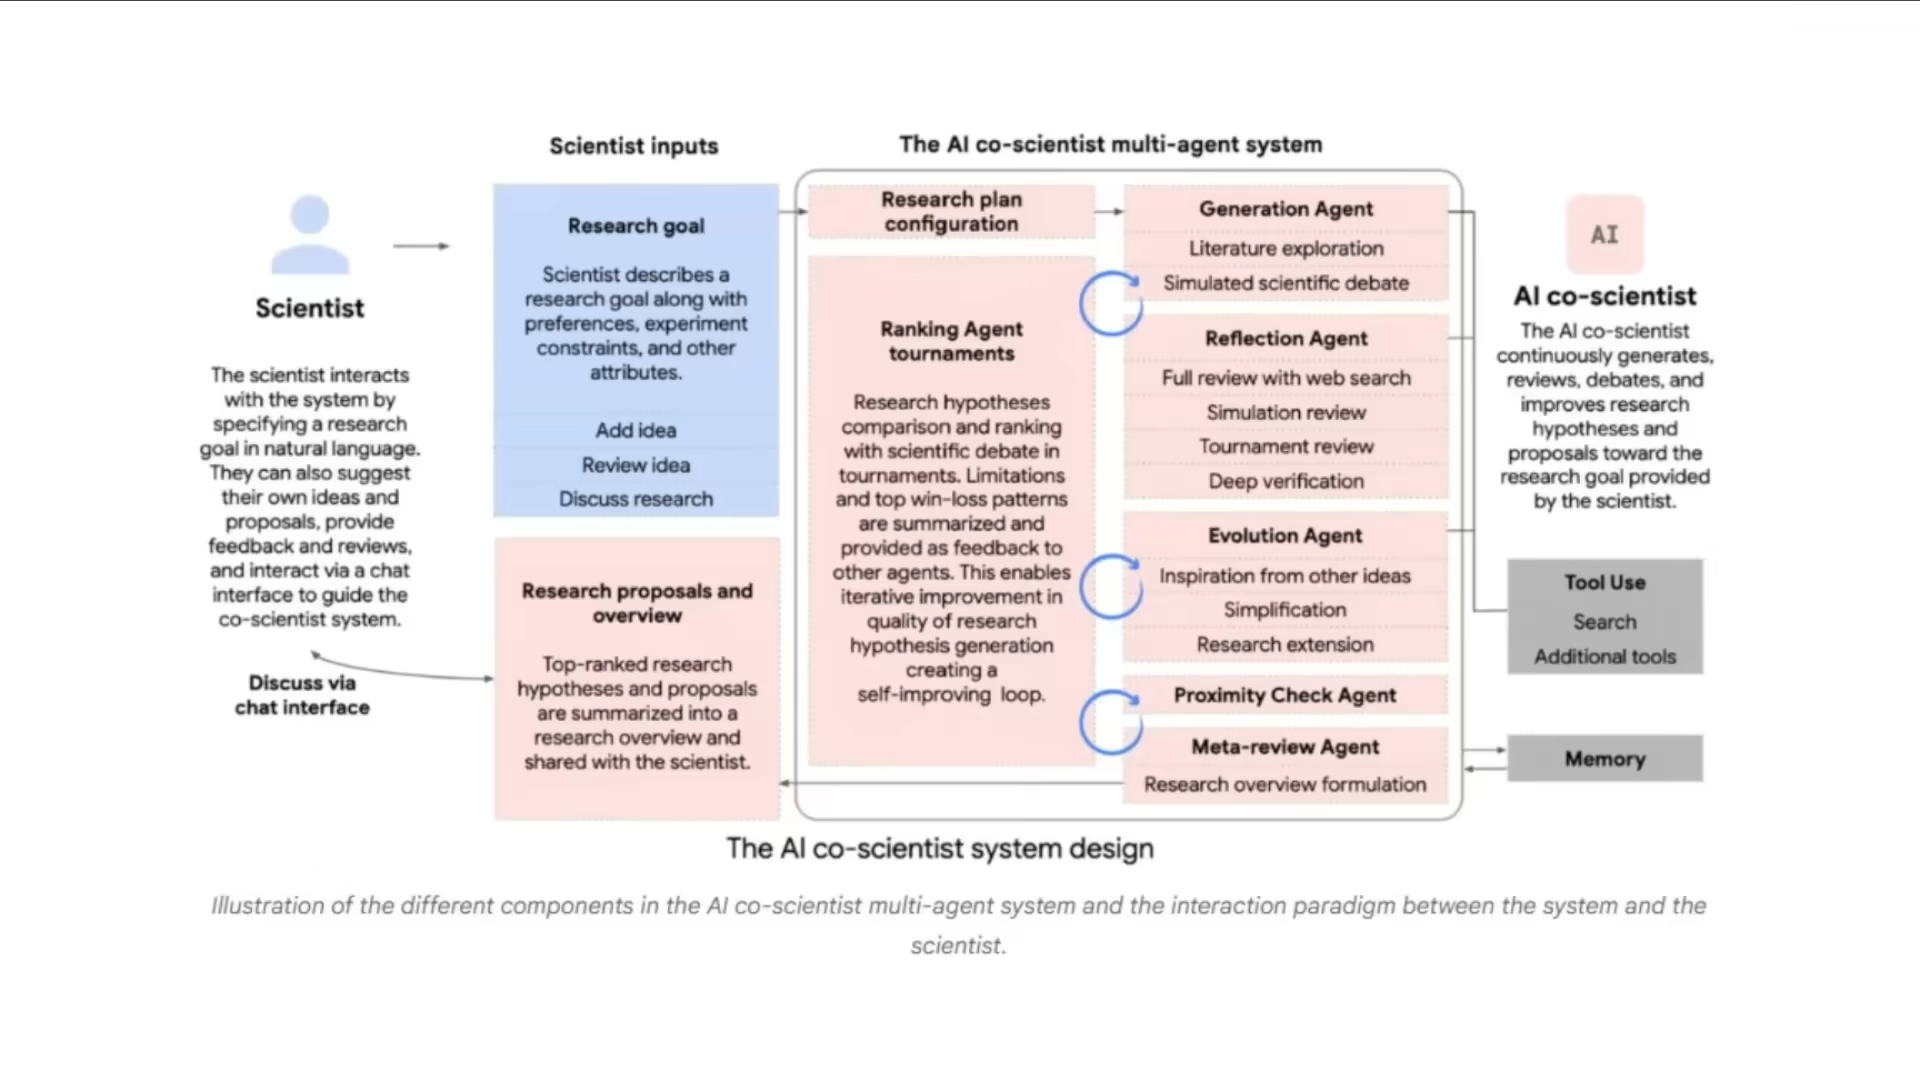 Scientist inputs
The AI co-scientist multi-agent system
Scientist
The scientist interacts
with the system by
specifying a research
goal in natural language.
They can also suggest
their own ideas and
proposals, provide
feedback and reviews,
and interact via a chat
interface to guide the
co-scientist system.
Discuss via
chat interface
Research goal
Scientist describes a
research goal along with
preferences, experiment
constraints, and other
attributes.
Add idea
Review idea
Discuss research
Research proposals and
overview
Top-ranked research
hypotheses and proposals
are summarized into a
research overview and
shared with the scientist.
Research plan
configuration
Ranking Agent
tournaments
Research hypotheses
comparison and ranking
with scientific debate in
tournaments. Limitations
and top win-loss patterns
are summarized and
provided as feedback to
other agents. This enables
iterative improvement in
quality of research
hypothesis generation
creating a
self-improving loop.
Generation Agent
Literature exploration
Simulated scientific debate
Reflection Agent
Full review with web search
Simulation review
Tournament review
Deep verification
Evolution Agent
Inspiration from other ideas
Simplification
Research extension
Proximity Check Agent
Meta-review Agent
Research overview formulation
AI
AI co-scientist
The AI co-scientist
continuously generates,
reviews, debates, and
improves research
hypotheses and
proposals toward the
research goal provided
by the scientist.
Tool Use
Search
Additional tools
Memory
The AI co-scientist system design
Illustration of the different components in the AI co-scientist multi-agent system and the interaction paradigm between the system and the
scientist.